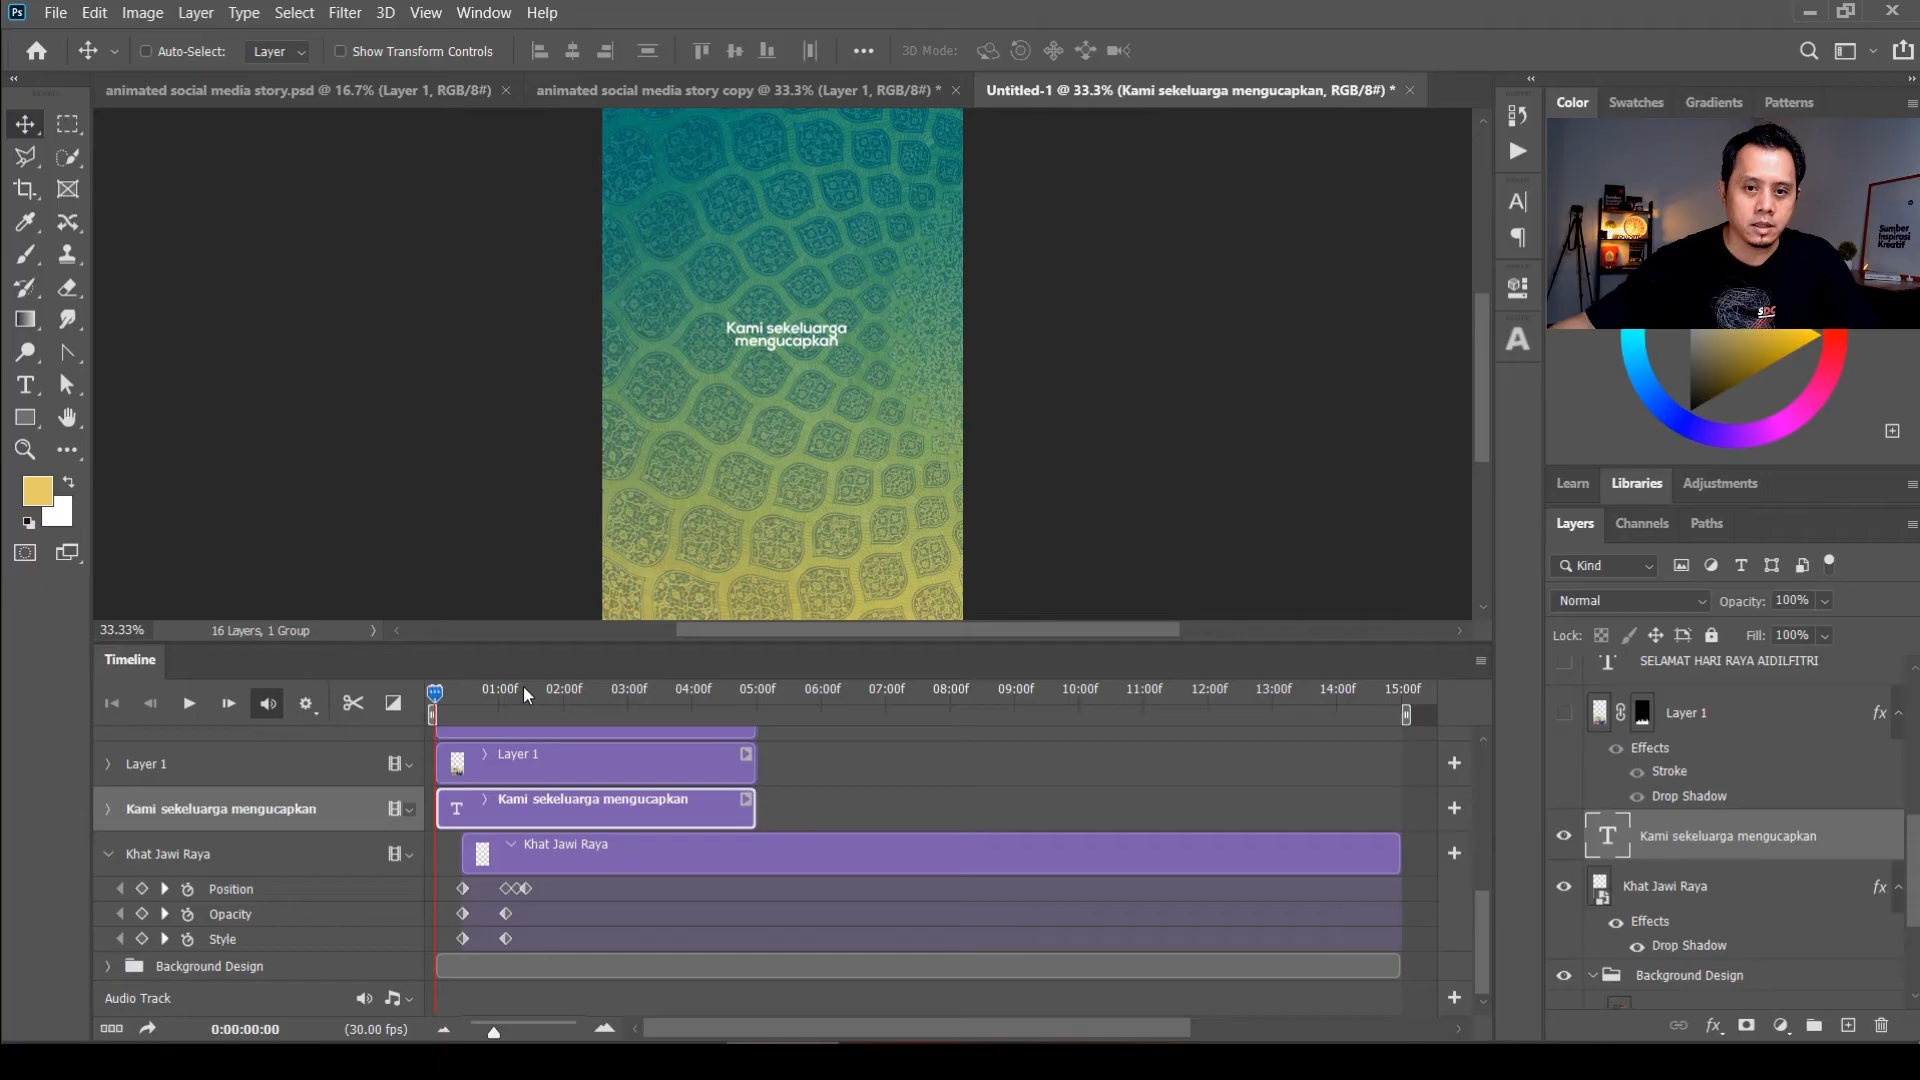 Ps File Edit Image Layer Type Select Filter 3D View Window Help
Auto-Select: Layer Show Transform Controls 3D Mode:
animated social media story.psd @ 16.7% (Layer 1, RGB/8#)
animated social media story copy @ 33.3% (Layer 1, RGB/8#) *
Untitled-1 @ 33.3% (Kami sekeluarga mengucapkan, RGB/8#) *
Color Swatches Gradients Patterns
Sumber
Inspirasi
Kreatif
SDC
Kami sekeluarga
mengucapkan
Learn Libraries Adjustments
Layers Channels Paths
Kind
Normal Opacity: 100%
Lock: Fill: 100%
SELAMAT HARI RAYA AIDILFITRI
Layer 1 fx
Effects
Stroke
Drop Shadow
Kami sekeluarga mengucapkan
Khat Jawi Raya fx
Effects
Drop Shadow
Background Design
fx
33.33% 16 Layers, 1 Group
Timeline
01:00f 02:00f 03:00f 04:00f 05:00f 06:00f 07:00f 08:00f 09:00f 10:00f 11:00f 12:00f 13:00f 14:00f 15:00f
Layer 1 Layer 1
Kami sekeluarga mengucapkan T Kami sekeluarga mengucapkan
Khat Jawi Raya Khat Jawi Raya
Position
Opacity
Style
Background Design
Audio Track
0:00:00:00 (30.00 fps)